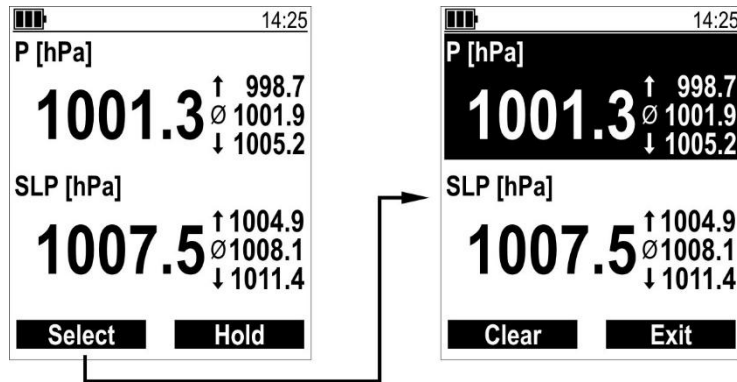 14:25
P [hPa]
1001.3
↑ 998.7
Ø 1001.9
↓ 1005.2
SLP [hPa]
1007.5
↑ 1004.9
Ø 1008.1
↓ 1011.4
Select Hold
14:25
P [hPa]
1001.3
↑ 998.7
Ø 1001.9
↓ 1005.2
SLP [hPa]
1007.5
↑ 1004.9
Ø 1008.1
↓ 1011.4
Clear Exit